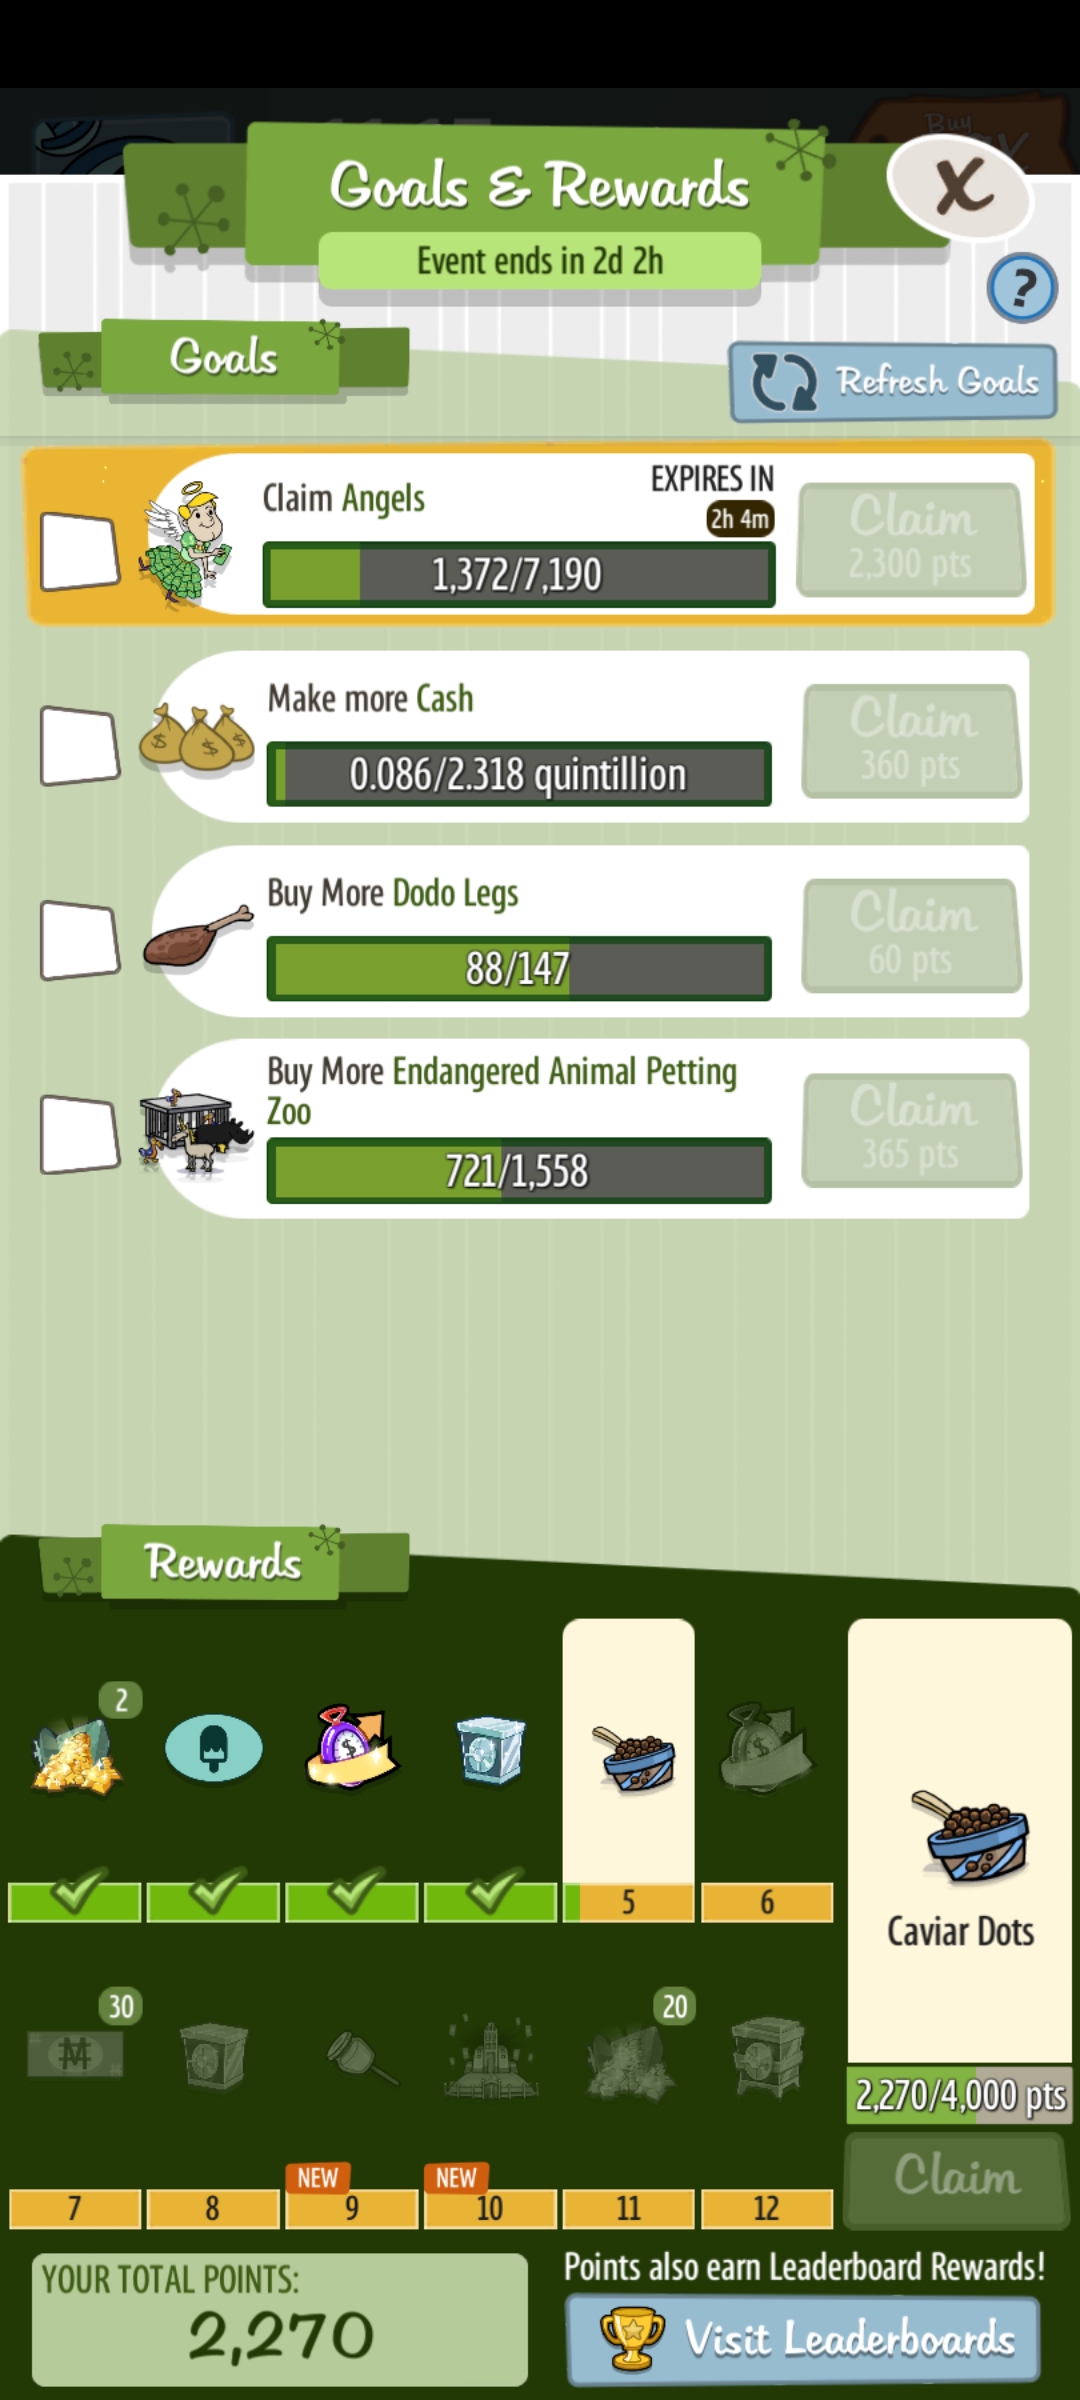 Buy
Goals & Rewards
X
Event ends in 2d 2h
?
Goals
Refresh Goals
Claim Angels
EXPIRES IN
2h 4m
1,372/7,190
Claim
2,300 pts
Make more Cash
0.086/2.318 quintillion
Claim
360 pts
Buy More Dodo Legs
88/147
Claim
60 pts
Buy More Endangered Animal Petting
Zoo
721/1,558
Claim
365 pts
Rewards
2
5
6
Caviar Dots
30
20
2,270/4,000 pts
NEW
NEW
7
8
9
10
11
12
Claim
YOUR TOTAL POINTS:
2,270
Points also earn Leaderboard Rewards!
Visit Leaderboards